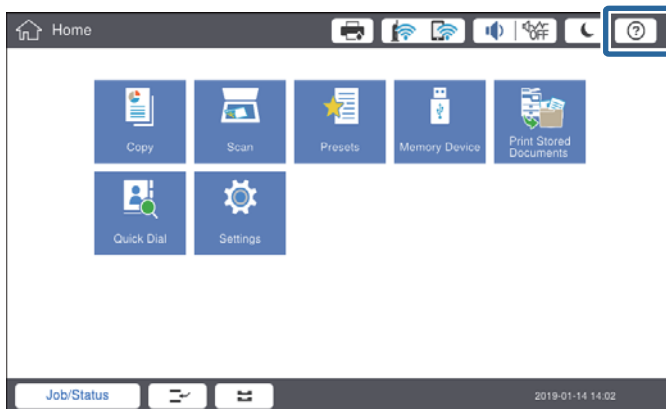 Home
OFF
?
Copy
Scan
Presets
Memory Device
Print Stored
Documents
Quick Dial
Settings
Job/Status
2019-01-14 14:02